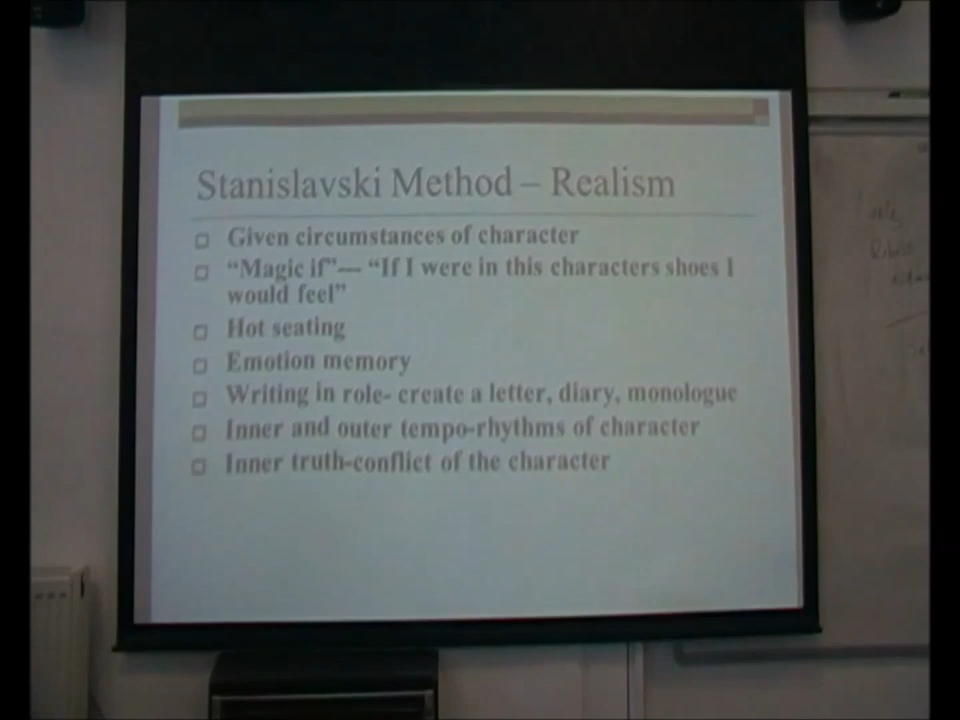 Stanislavski Method – Realism
Given circumstances of character
“Magic if”— “If I were in this characters shoes I
would feel”
Hot seating
Emotion memory
Writing in role- create a letter, diary, monologue
Inner and outer tempo-rhythms of character
Inner truth-conflict of the character